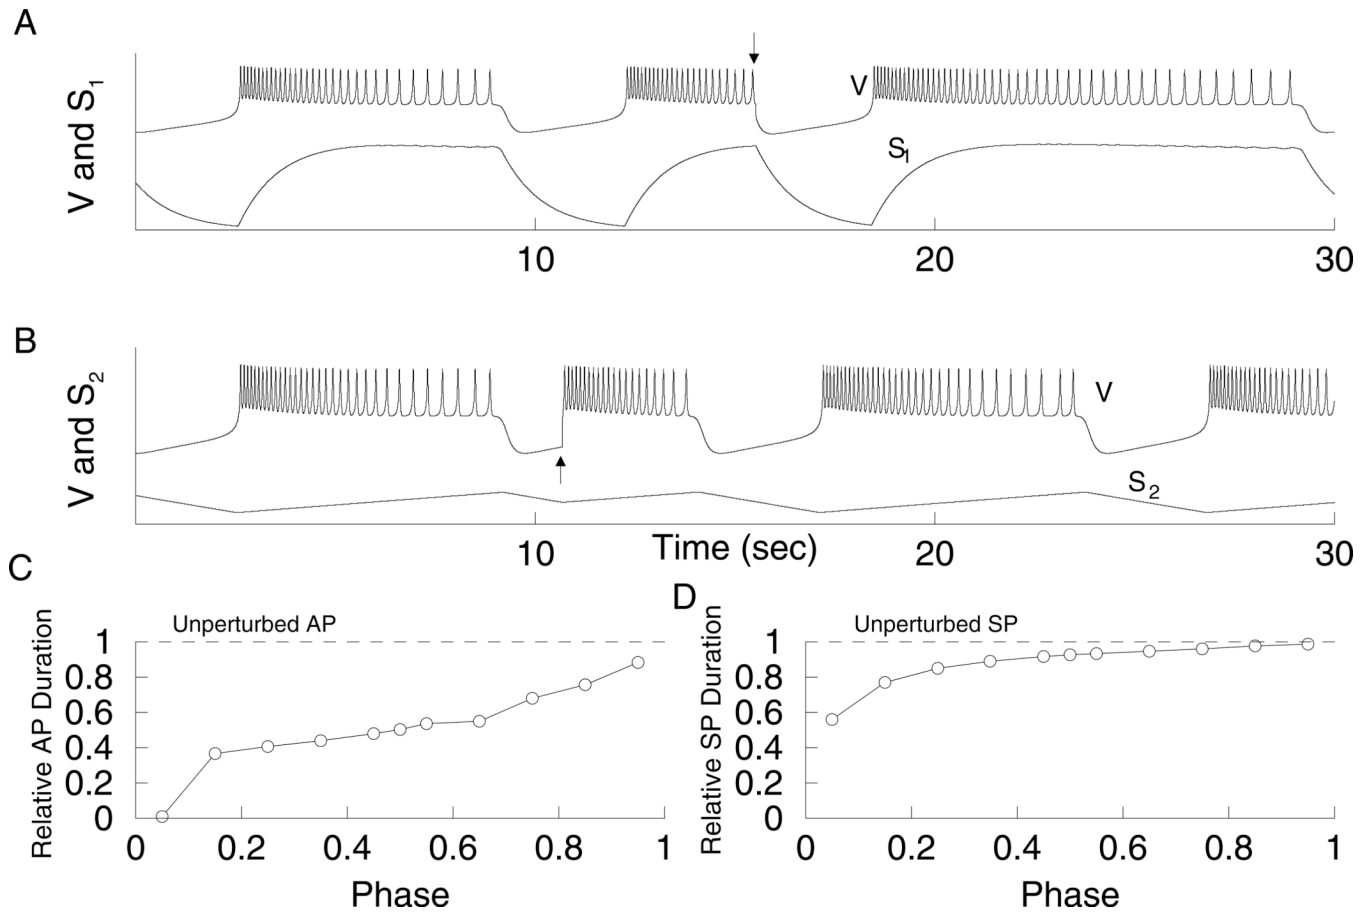 A
V and S1
V
S1
10 20 30
B
V and S2
V
S2
10 20 30
Time (sec)
C
Relative AP Duration
Unperturbed AP
1
0.8
0.6
0.4
0.2
0
0 0.2 0.4 0.6 0.8 1
Phase
D
Relative SP Duration
Unperturbed SP
1
0.8
0.6
0.4
0.2
0
0 0.2 0.4 0.6 0.8 1
Phase